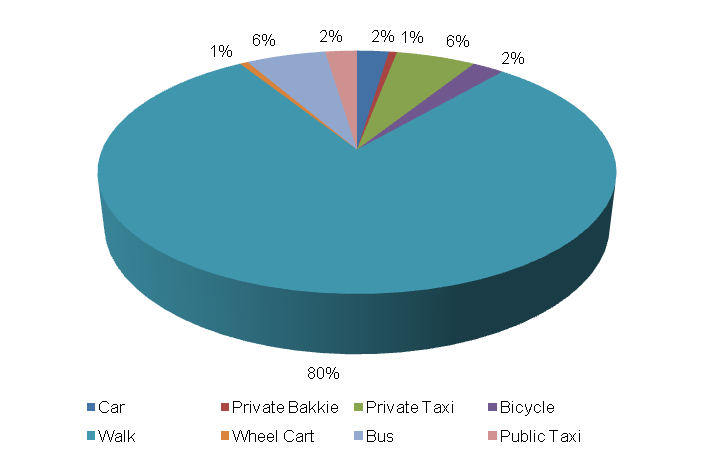 2% 2% 1% 6%
1% 6% 2%
80%
Car Private Bakkie Private Taxi Bicycle
Walk Wheel Cart Bus Public Taxi